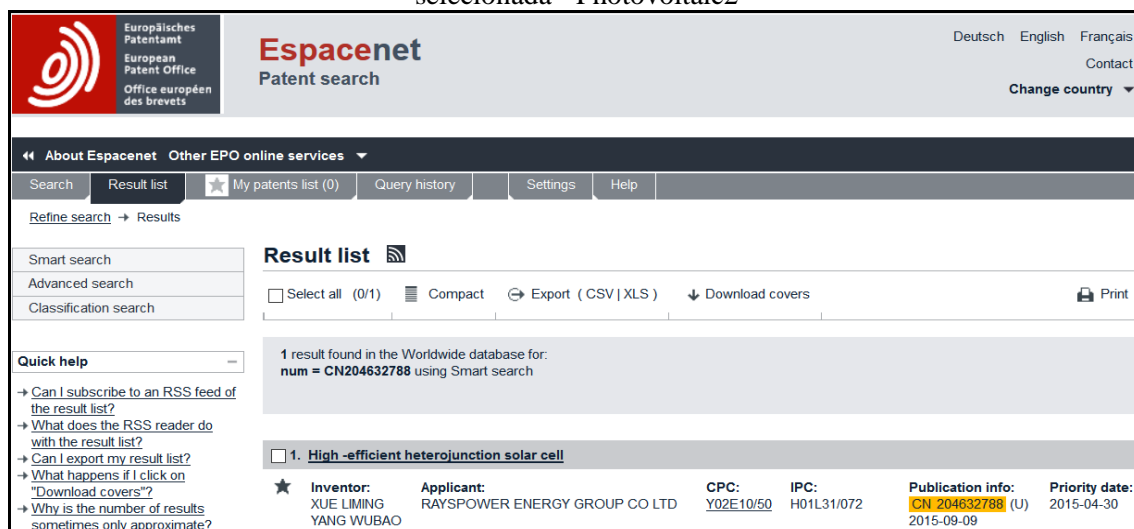 selecionada - Photovoltaic2
Europäisches
Patentamt
European
Patent Office
Office européen
des brevets
Espacenet
Patent search
Deutsch English Français
Contact
Change country
About Espacenet Other EPO online services
Search Result list My patents list (0) Query history Settings Help
Refine search → Results
Smart search
Advanced search
Classification search
Result list
Select all (0/1) Compact Export ( CSV | XLS ) Download covers Print
1 result found in the Worldwide database for:
num = CN204632788 using Smart search
Quick help −
→ Can I subscribe to an RSS feed of
the result list?
→ What does the RSS reader do
with the result list?
→ Can I export my result list?
→ What happens if I click on
"Download covers"?
→ Why is the number of results
sometimes only approximate?
1. High -efficient heterojunction solar cell
Inventor: Applicant: CPC: IPC: Publication info: Priority date:
XUE LIMING RAYSPOWER ENERGY GROUP CO LTD Y02E10/50 H01L31/072 CN 204632788 (U) 2015-04-30
YANG WUBAO 2015-09-09